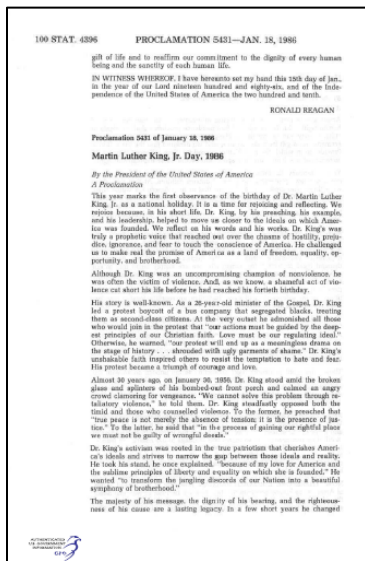 100 STAT. 4396 PROCLAMATION 5431—JAN. 18, 1986
gift of life and to reaffirm our commitment to the dignity of every human
being and the sanctity of each human life.
IN WITNESS WHEREOF, I have hereunto set my hand this 15th day of Jan.,
in the year of our Lord nineteen hundred and eighty-six, and of the Inde-
pendence of the United States of America the two hundred and tenth.
RONALD REAGAN
Proclamation 5431 of January 18, 1986
Martin Luther King, Jr. Day, 1986
By the President of the United States of America
A Proclamation
This year marks the first observance of the birthday of Dr. Martin Luther
King, Jr. as a national holiday. It is a time for rejoicing and reflecting. We
rejoice because, in his short life, Dr. King, by his preaching, his example,
and his leadership, helped to move us closer to the ideals on which Amer-
ica was founded. We reflect on his words and his works. Dr. King's was
truly a prophetic voice that reached out over the chasms of hostility, preju-
dice, ignorance, and fear to touch the conscience of America. He challenged
us to make real the promise of America as a land of freedom, equality, op-
portunity, and brotherhood.
Although Dr. King was an uncompromising champion of nonviolence, he
was often the victim of violence. And, as we know, a shameful act of vio-
lence cut short his life before he had reached his fortieth birthday.
His story is well-known. As a 26-year-old minister of the Gospel, Dr. King
led a protest boycott of a bus company that segregated blacks, treating
them as second-class citizens. At the very outset he admonished all those
who would join in the protest that "our actions must be guided by the deep-
est principles of our Christian faith. Love must be our regulating ideal."
Otherwise, he warned, "our protest will end up as a meaningless drama on
the stage of history . . . shrouded with ugly garments of shame." Dr. King's
unshakable faith inspired others to resist the temptation to hate and fear.
His protest became a triumph of courage and love.
Almost 30 years ago, on January 30, 1956, Dr. King stood amid the broken
glass and splinters of his bombed-out front porch and calmed an angry
crowd clamoring for vengeance. "We cannot solve this problem through re-
taliatory violence," he told them. Dr. King steadfastly opposed both the
timid and those who counselled violence. To the former, he preached that
"true peace is not merely the absence of tension; it is the presence of jus-
tice." To the latter, he said that "in the process of gaining our rightful place
we must not be guilty of wrongful deeds."
Dr. King's activism was rooted in the true patriotism that cherishes Ameri-
ca's ideals and strives to narrow the gap between those ideals and reality.
He took his stand, he once explained, "because of my love for America and
the sublime principles of liberty and equality on which she is founded." He
wanted "to transform the jangling discords of our Nation into a beautiful
symphony of brotherhood."
The majesty of his message, the dignity of his bearing, and the righteous-
ness of his cause are a lasting legacy. In a few short years he changed
AUTHENTICATED
U.S. GOVERNMENT
INFORMATION
GPO